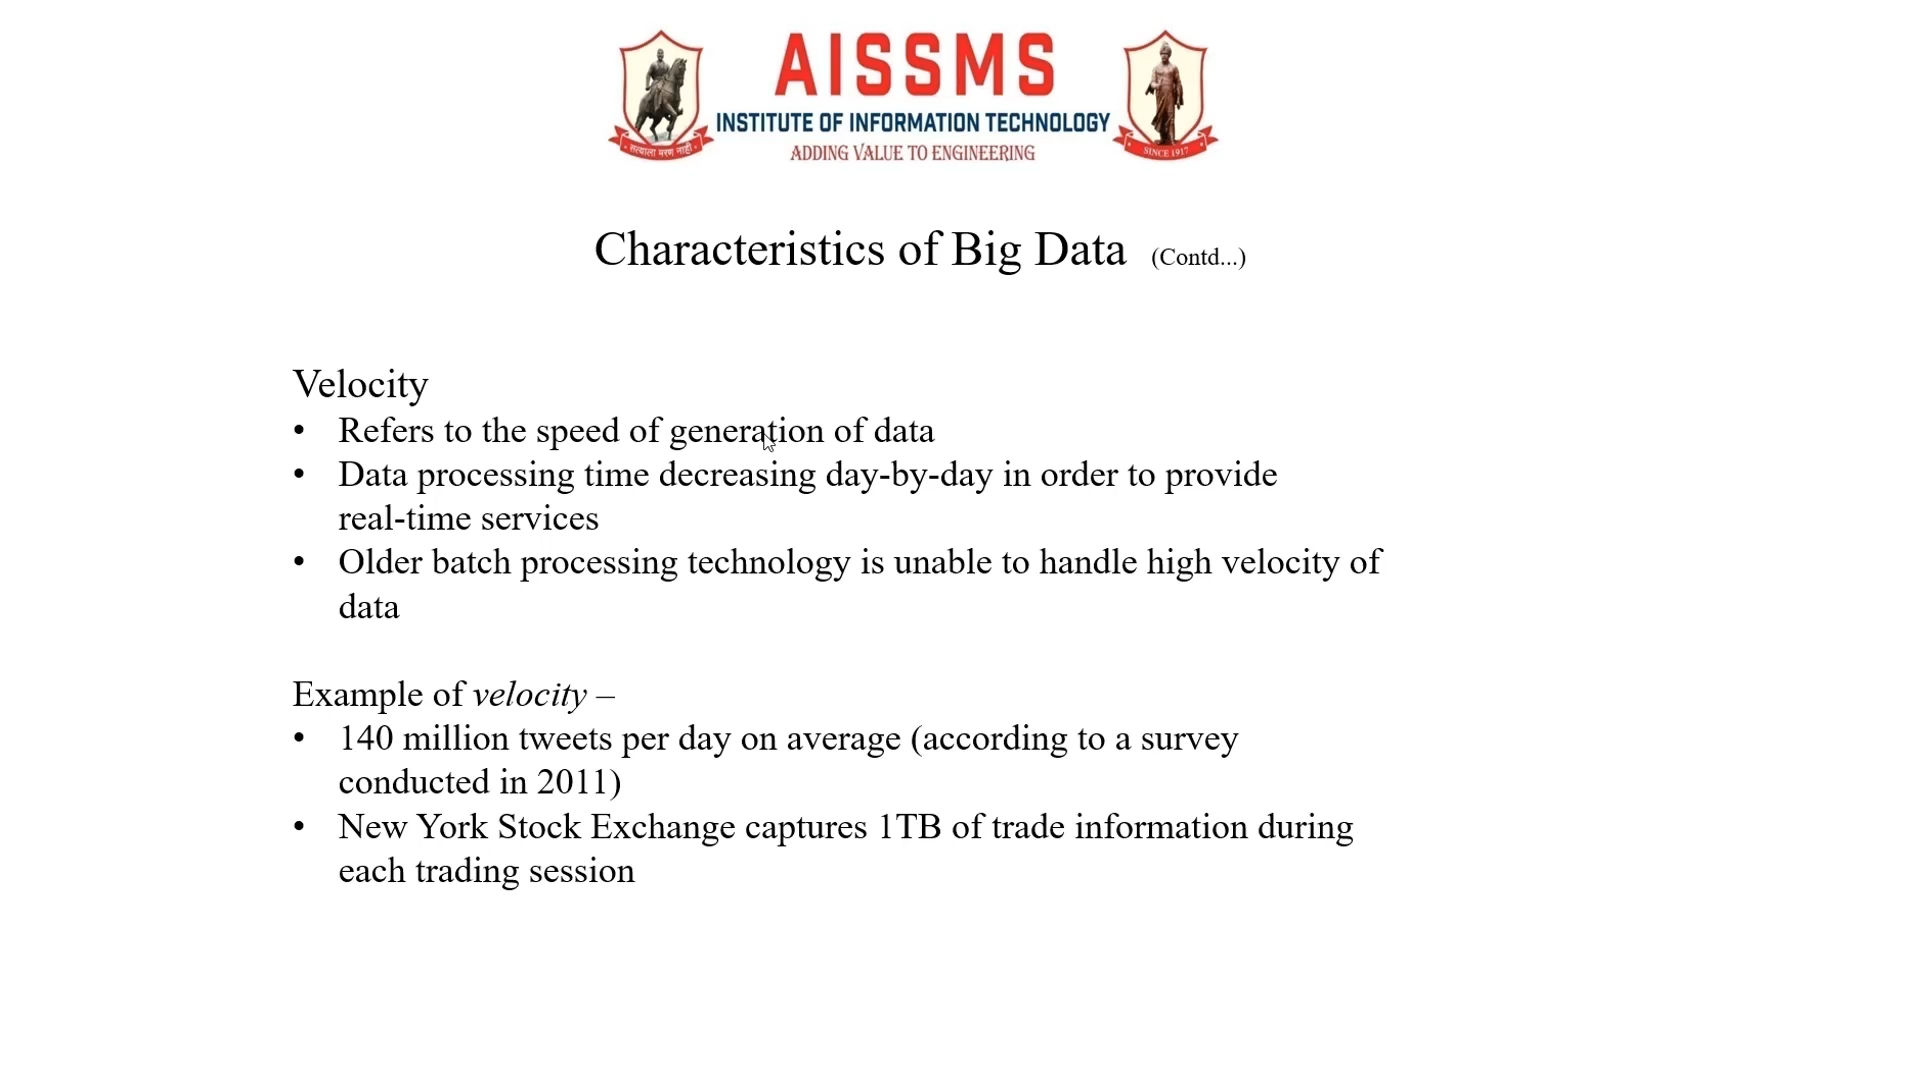 AISSMS
INSTITUTE OF INFORMATION TECHNOLOGY
ADDING VALUE TO ENGINEERING
सत्याला मरण नाही
SINCE 1917
Characteristics of Big Data (Contd...)
Velocity
• Refers to the speed of generation of data
• Data processing time decreasing day-by-day in order to provide
real-time services
• Older batch processing technology is unable to handle high velocity of
data
Example of velocity –
• 140 million tweets per day on average (according to a survey
conducted in 2011)
• New York Stock Exchange captures 1TB of trade information during
each trading session